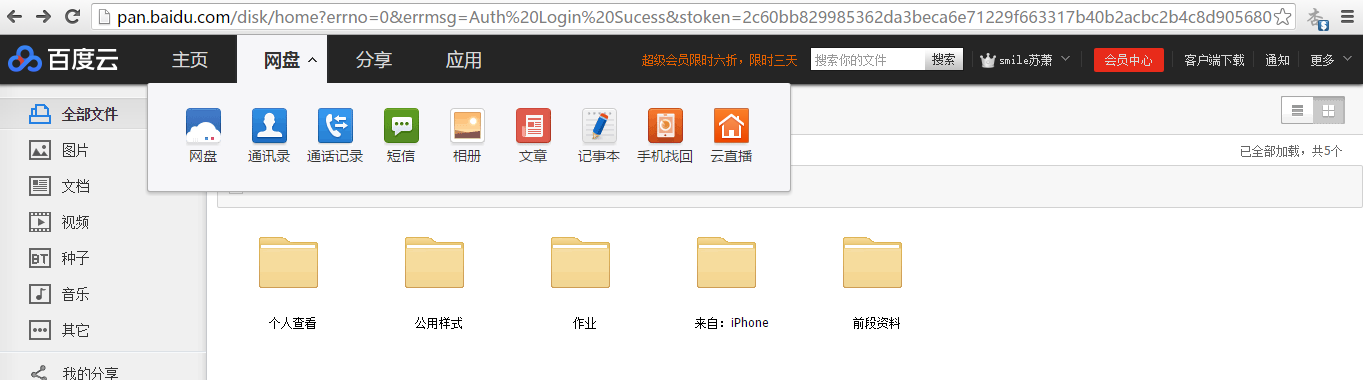 pan.baidu.com/disk/home?errno=0&errmsg=Auth%20Login%20Sucess&stoken=2c60bb829985362da3beca6e71229f663317b40b2acbc2b4c8d905680
百度云 主页 网盘 分享 应用 超级会员限时六折，限时三天 搜索你的文件 搜索 smile苏萧 会员中心 客户端下载 通知 更多
网盘 通讯录 通话记录 短信 相册 文章 记事本 手机找回 云直播
全部文件
图片
已全部加载，共5个
文档
视频
种子
BT
音乐
其它
个人查看 公用样式 作业 来自：iPhone 前段资料
我的分享